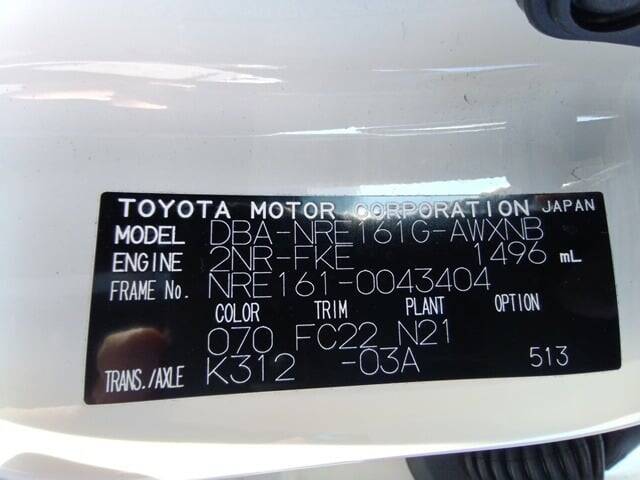 TOYOTA MOTOR CORPORATION JAPAN
MODEL DBA-NRE161G-AWXNB
ENGINE 2NR-FKE 1496 mL
FRAME No. NRE161-0043404
COLOR TRIM PLANT OPTION
070 FC22 N21
TRANS./AXLE K312 -03A 513